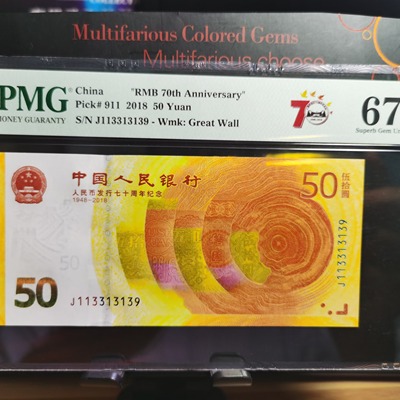 Multifarious Colored Gems
Multifarious choose
PMG
MONEY GUARANTY
China "RMB 70th Anniversary"
Pick# 911 2018 50 Yuan
S/N J113313139 - Wmk: Great Wall
70
67
Superb Gem Un
中国人民银行
人民币发行七十周年纪念
1948-2018
50
伍拾圆
J113313139
50
J113313139